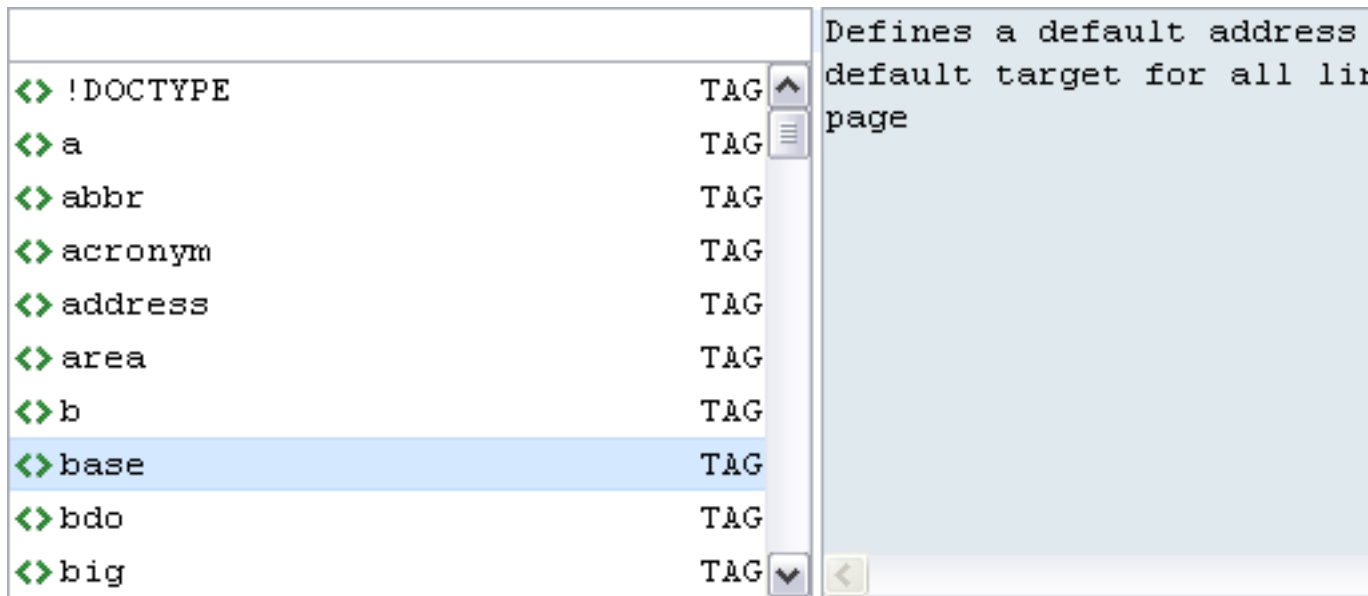 !DOCTYPE TAG
a TAG
abbr TAG
acronym TAG
address TAG
area TAG
b TAG
base TAG
bdo TAG
big TAG
Defines a default address
default target for all
page